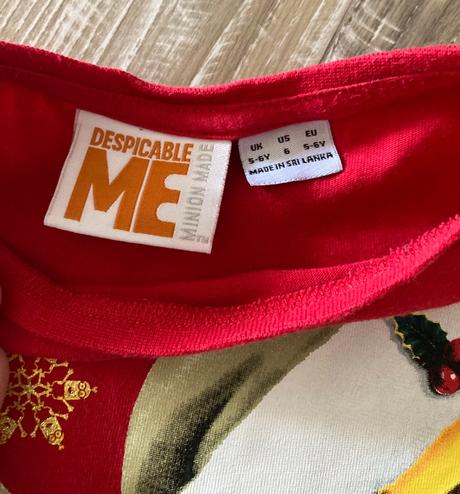 DESPICABLE
ME
MINION MADE
UK US EU
5-6Y 6 5-6Y
MADE IN SRI LANKA